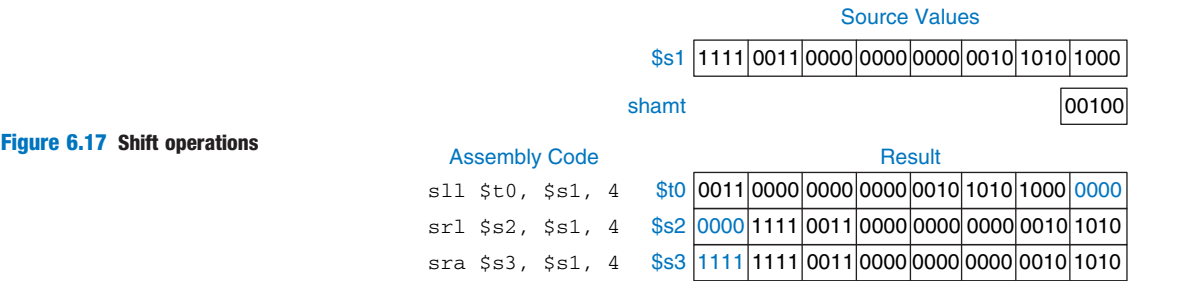 Source Values
$s1 1111 0011 0000 0000 0000 0010 1010 1000
shamt 00100
Figure 6.17 Shift operations
Assembly Code Result
sll $t0, $s1, 4 $t0 0011 0000 0000 0000 0010 1010 1000 0000
srl $s2, $s1, 4 $s2 0000 1111 0011 0000 0000 0000 0010 1010
sra $s3, $s1, 4 $s3 1111 1111 0011 0000 0000 0000 0010 1010